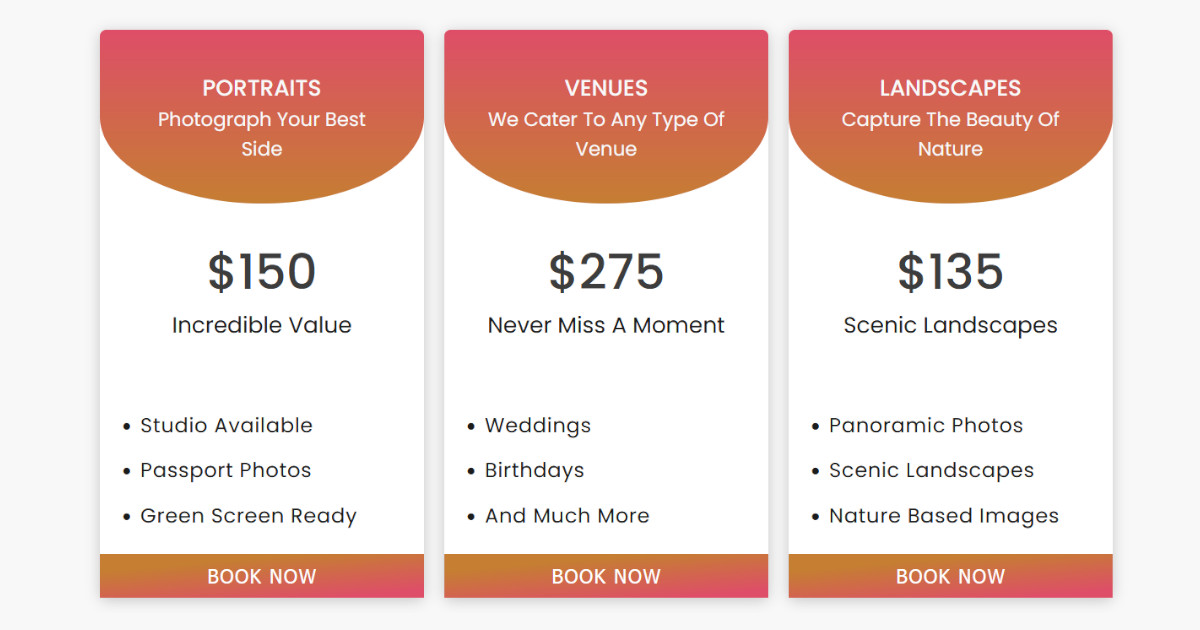 PORTRAITS
Photograph Your Best
Side
$150
Incredible Value
• Studio Available
• Passport Photos
• Green Screen Ready
BOOK NOW
VENUES
We Cater To Any Type Of
Venue
$275
Never Miss A Moment
• Weddings
• Birthdays
• And Much More
BOOK NOW
LANDSCAPES
Capture The Beauty Of
Nature
$135
Scenic Landscapes
• Panoramic Photos
• Scenic Landscapes
• Nature Based Images
BOOK NOW